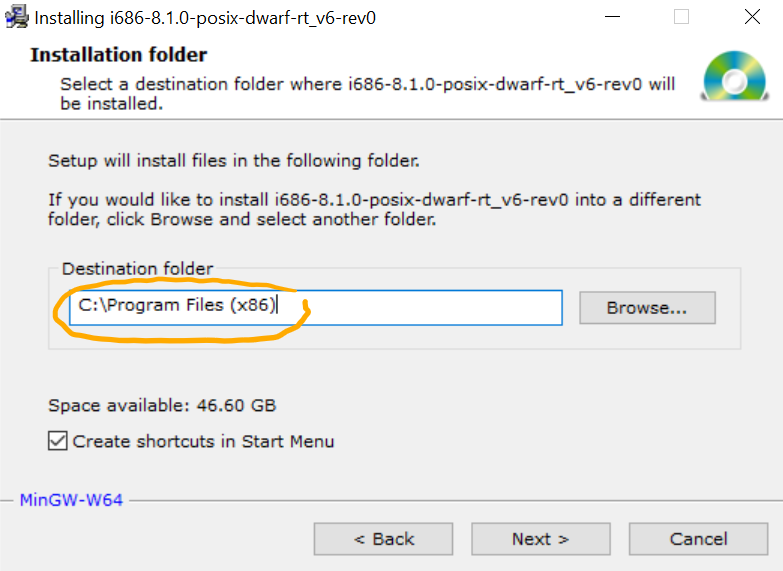 Installing i686-8.1.0-posix-dwarf-rt_v6-rev0
Installation folder
Select a destination folder where i686-8.1.0-posix-dwarf-rt_v6-rev0 will
be installed.
Setup will install files in the following folder.
If you would like to install i686-8.1.0-posix-dwarf-rt_v6-rev0 into a different
folder, click Browse and select another folder.
Destination folder
C:\Program Files (x86)
Browse...
Space available: 46.60 GB
Create shortcuts in Start Menu
MinGW-W64
< Back
Next >
Cancel